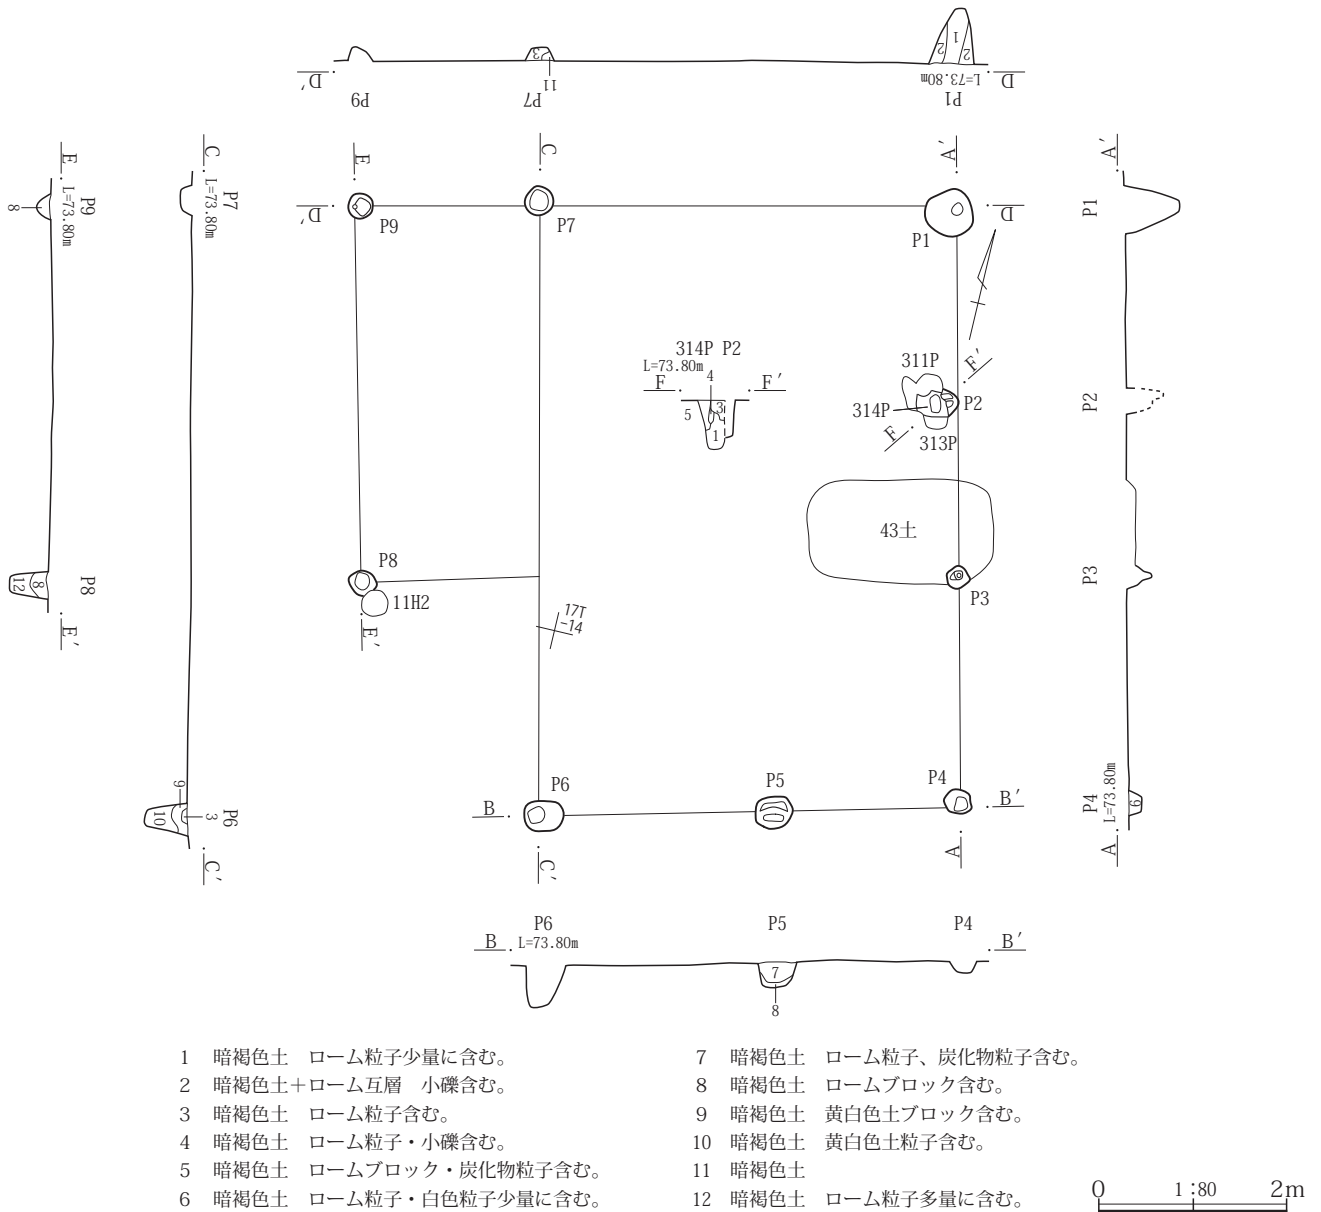 3
11
2
1
2
D'
P9
P7
L=73.80m
P1
D
E
L=73.80m
P9
8
12
8
P8
E'
C
L=73.80m
P7
9
10
3
P6
C'
E
C
A'
D'
P9
P7
P1
D
314P P2
L=73.80m
4
F
F'
5
3
1
311P
F'
314P
P2
F
313P
43土
P3
P8
11H2
E'
17T
-14
P6
P5
P4
B
B'
C'
A
A'
P1
P2
P3
P4
L=73.80m
6
A
P6
P5
P4
B
L=73.80m
B'
7
8
1 暗褐色土 ローム粒子少量に含む。
2 暗褐色土＋ローム互層 小礫含む。
3 暗褐色土 ローム粒子含む。
4 暗褐色土 ローム粒子・小礫含む。
5 暗褐色土 ロームブロック・炭化物粒子含む。
6 暗褐色土 ローム粒子・白色粒子少量に含む。
7 暗褐色土 ローム粒子、炭化物粒子含む。
8 暗褐色土 ロームブロック含む。
9 暗褐色土 黄白色土ブロック含む。
10 暗褐色土 黄白色土粒子含む。
11 暗褐色土
12 暗褐色土 ローム粒子多量に含む。
0 1:80 2m